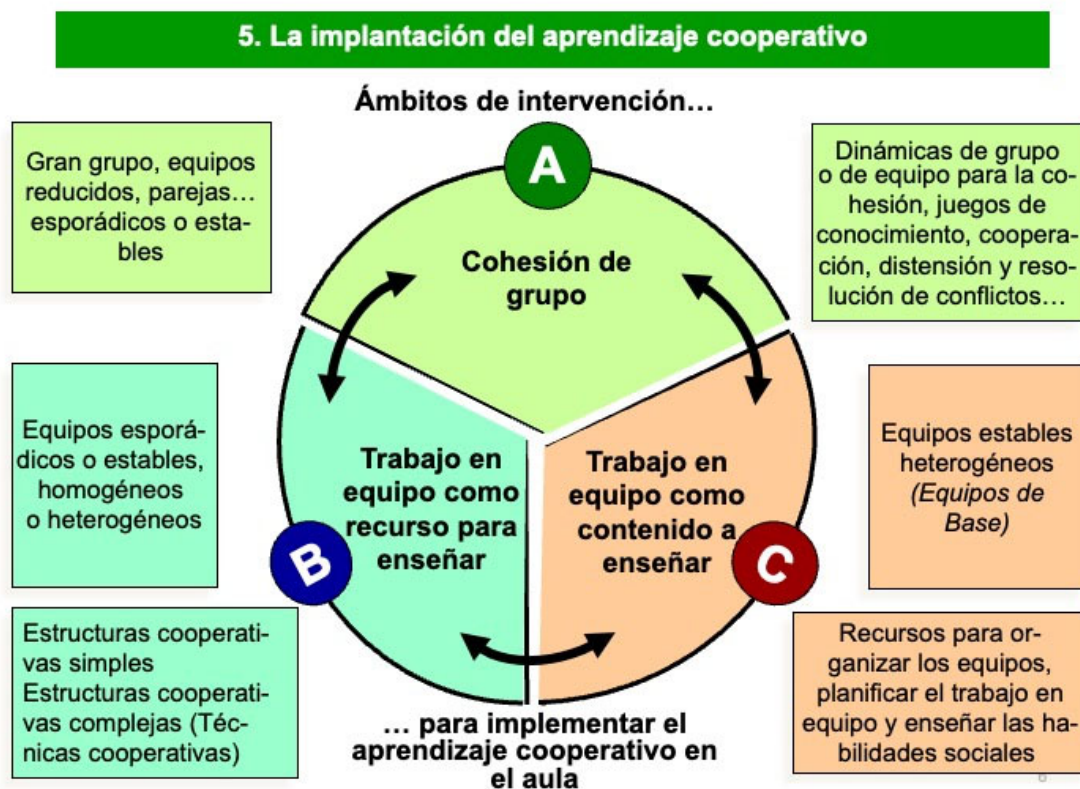 5. La implantación del aprendizaje cooperativo
Ámbitos de intervención…
A
Gran grupo, equipos
reducidos, parejas…
esporádicos o esta-
bles
Dinámicas de grupo
o de equipo para la co-
hesión, juegos de
conocimiento, coopera-
ción, distensión y reso-
lución de conflictos…
Cohesión de
grupo
Equipos esporá-
dicos o estables,
homogéneos
o heterogéneos
Trabajo en
equipo como
recurso para
enseñar
B
Trabajo en
equipo como
contenido a
enseñar
C
Equipos estables
heterogéneos
(Equipos de
Base)
Estructuras cooperati-
vas simples
Estructuras cooperati-
vas complejas (Téc-
nicas cooperativas)
Recursos para or-
ganizar los equipos,
planificar el trabajo en
equipo y enseñar las ha-
bilidades sociales
… para implementar el
aprendizaje cooperativo en
el aula
6